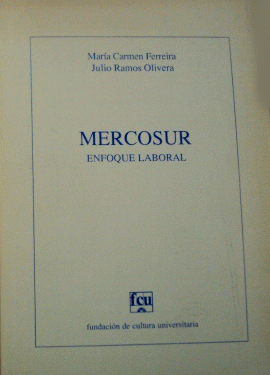 María Carmen Ferreira
Julio Ramos Olivera
MERCOSUR
ENFOQUE LABORAL
fcu
fundación de cultura universitaria